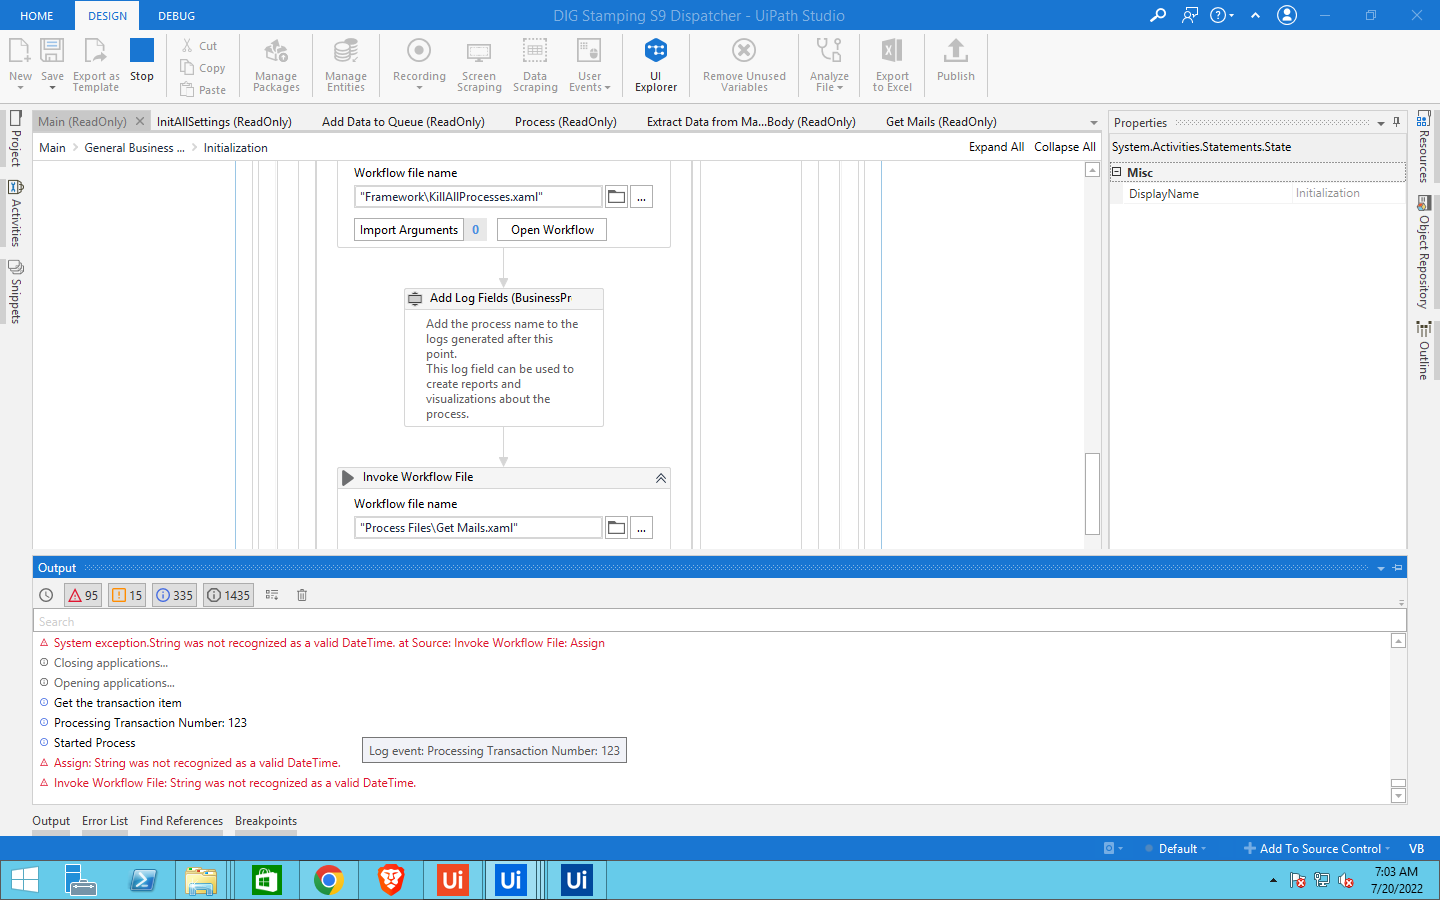 HOME DESIGN DEBUG DIG Stamping S9 Dispatcher - UiPath Studio
New Save Export as Template Stop
Cut
Copy
Paste
Manage Packages
Manage Entities
Recording
Screen Scraping
Data Scraping
User Events
UI Explorer
Remove Unused Variables
Analyze File
Export to Excel
Publish
Main (ReadOnly) InitAllSettings (ReadOnly) Add Data to Queue (ReadOnly) Process (ReadOnly) Extract Data from Ma...Body (ReadOnly) Get Mails (ReadOnly)
Main > General Business ... > Initialization Expand All Collapse All
Project
Activities
Snippets
Workflow file name
"Framework\KillAllProcesses.xaml"
...
Import Arguments 0 Open Workflow
Add Log Fields (BusinessPr
Add the process name to the
logs generated after this
point.
This log field can be used to
create reports and
visualizations about the
process.
Invoke Workflow File
Workflow file name
"Process Files\Get Mails.xaml"
...
Properties
System.Activities.Statements.State
Misc
DisplayName Initialization
Resources
Object Repository
Outline
Output
95 15 335 1435
Search
System exception.String was not recognized as a valid DateTime. at Source: Invoke Workflow File: Assign
Closing applications...
Opening applications...
Get the transaction item
Processing Transaction Number: 123
Started Process
Log event: Processing Transaction Number: 123
Assign: String was not recognized as a valid DateTime.
Invoke Workflow File: String was not recognized as a valid DateTime.
Output Error List Find References Breakpoints
Default Add To Source Control VB
Ui Ui Ui
7:03 AM
7/20/2022